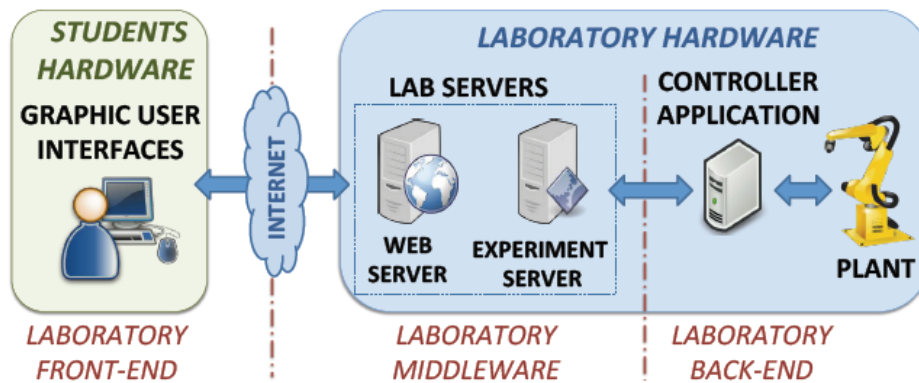 STUDENTS
HARDWARE
GRAPHIC USER
INTERFACES
INTERNET
LABORATORY HARDWARE
LAB SERVERS
WEB
SERVER
EXPERIMENT
SERVER
CONTROLLER
APPLICATION
PLANT
LABORATORY
FRONT-END
LABORATORY
MIDDLEWARE
LABORATORY
BACK-END